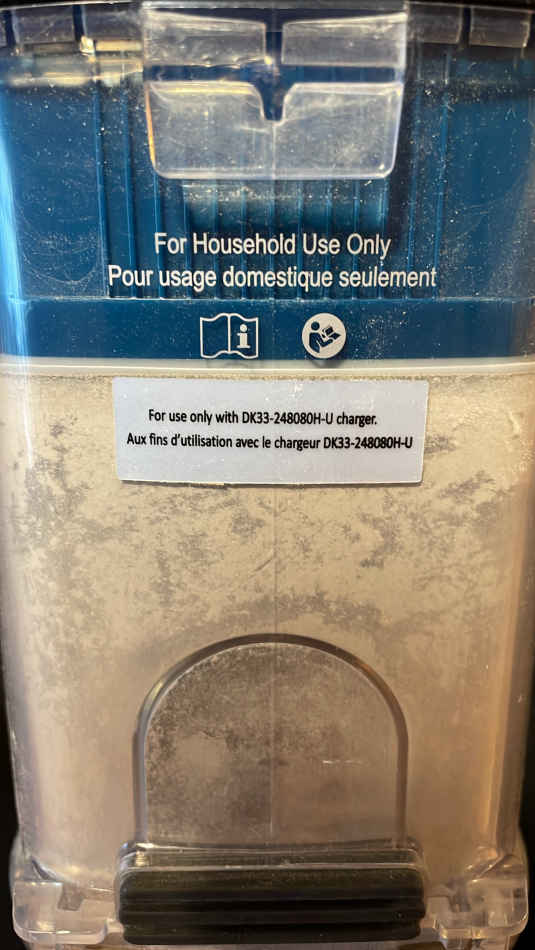 For Household Use Only
Pour usage domestique seulement
For use only with DK33-248080H-U charger.
Aux fins d'utilisation avec le chargeur DK33-248080H-U